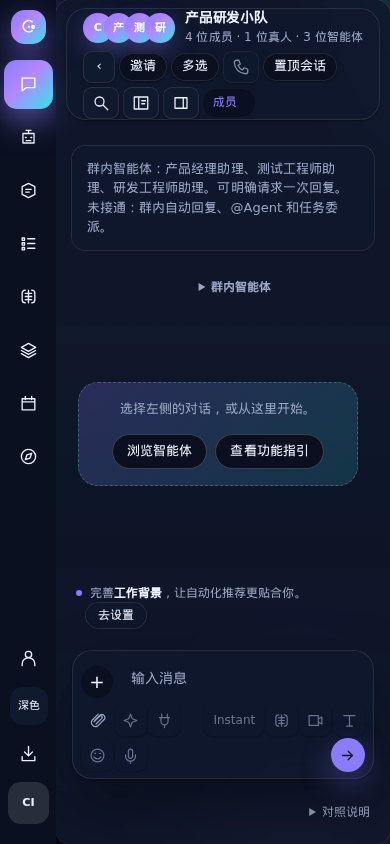 C 产 测 研
产品研发小队
4 位成员 · 1 位真人 · 3 位智能体
‹ 邀请 多选 置顶会话
成员
群内智能体：产品经理助理、测试工程师助
理、研发工程师助理。可明确请求一次回复。
未接通：群内自动回复、@Agent 和任务委
派。
▶ 群内智能体
选择左侧的对话，或从这里开始。
浏览智能体 查看功能指引
完善工作背景，让自动化推荐更贴合你。
去设置
深色
CI
+ 输入消息
Instant
▶ 对照说明